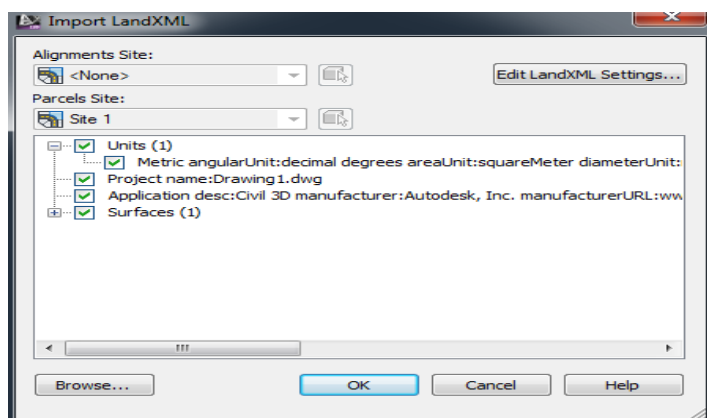 Import LandXML
Alignments Site:
<None>
Edit LandXML Settings...
Parcels Site:
Site 1
Units (1)
Metric angularUnit:decimal degrees areaUnit:squareMeter diameterUnit:
Project name:Drawing1.dwg
Application desc:Civil 3D manufacturer:Autodesk, Inc. manufacturerURL:ww
Surfaces (1)
Browse... OK Cancel Help